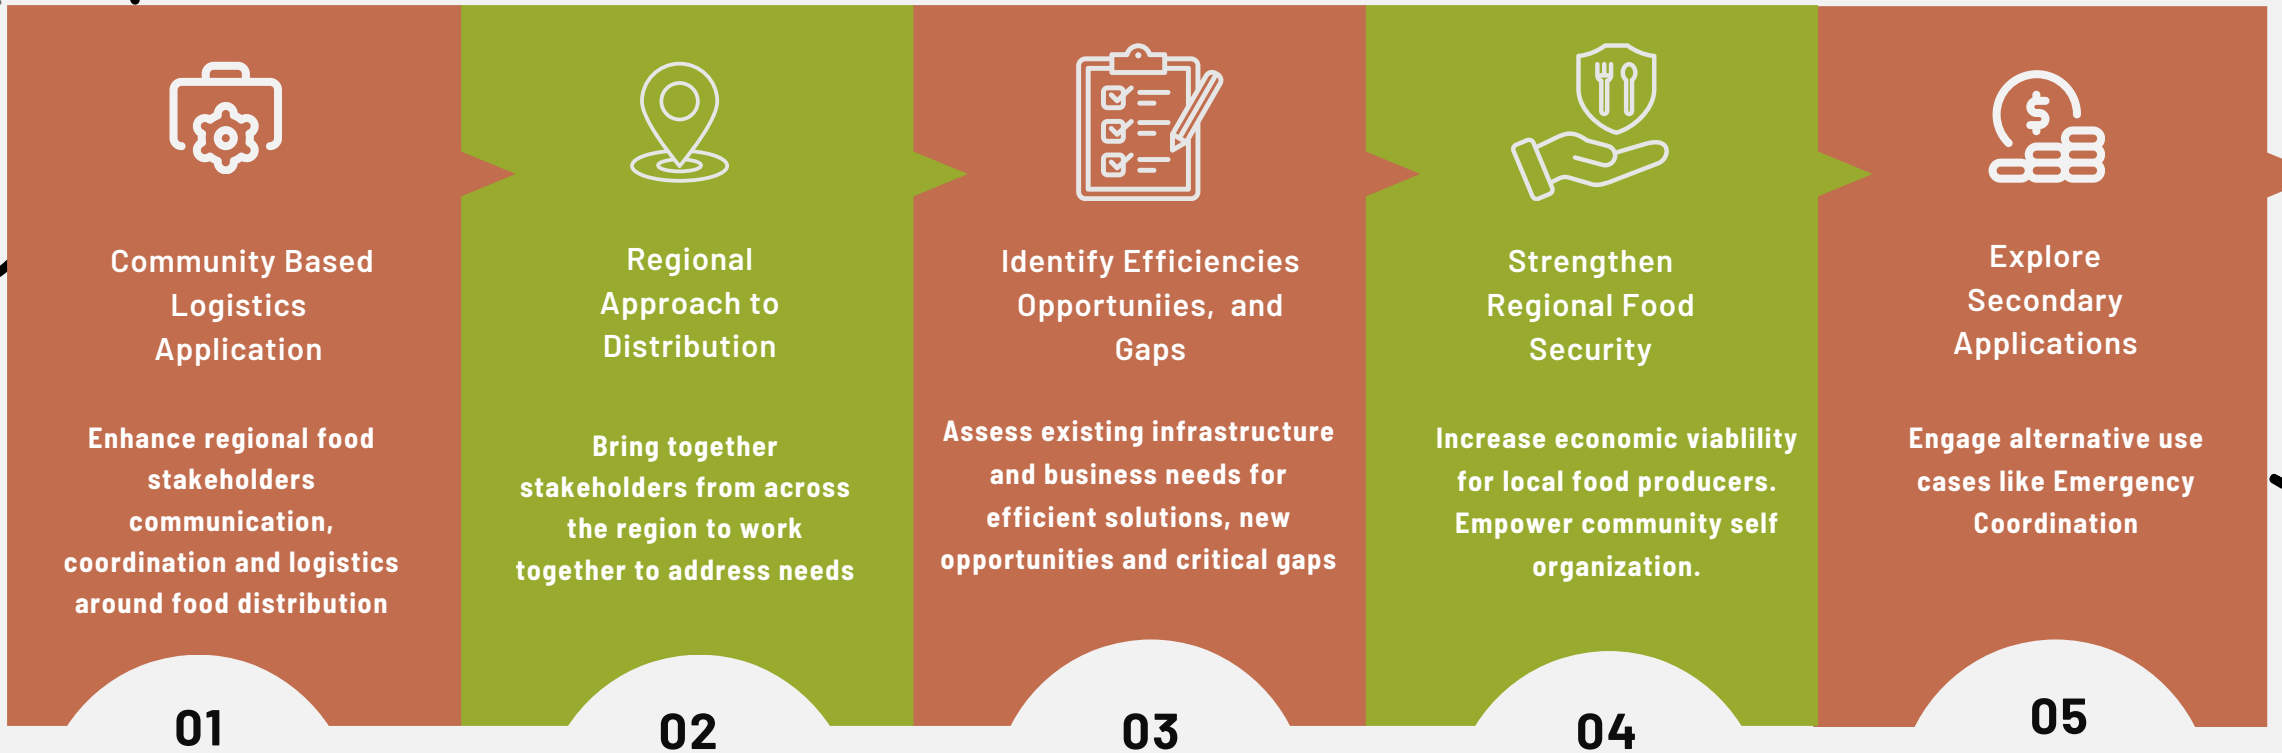 Community Based
Logistics
Application
Enhance regional food
stakeholders
communication,
coordination and logistics
around food distribution
01
Regional
Approach to
Distribution
Bring together
stakeholders from across
the region to work
together to address needs
02
Identify Efficiencies
Opportuniies, and
Gaps
Assess existing infrastructure
and business needs for
efficient solutions, new
opportunities and critical gaps
03
Strengthen
Regional Food
Security
Increase economic viablility
for local food producers.
Empower community self
organization.
04
$
Explore
Secondary
Applications
Engage alternative use
cases like Emergency
Coordination
05